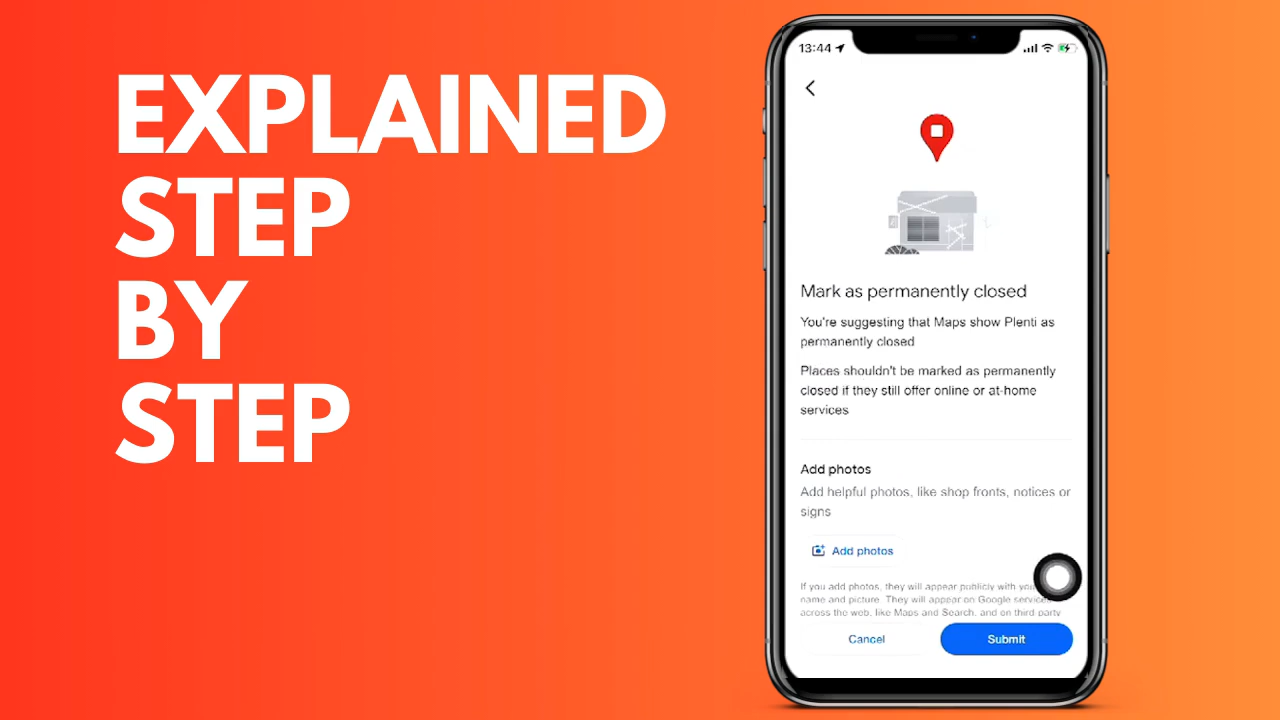 EXPLAINED
STEP
BY
STEP
13:44
Mark as permanently closed
You're suggesting that Maps show Plenti as
permanently closed
Places shouldn't be marked as permanently
closed if they still offer online or at-home
services
Add photos
Add helpful photos, like shop fronts, notices or
signs
Add photos
If you add photos, they will appear publicly with
name and picture. They will appear on Google
across the web, like Maps and Search, and on third-party
Cancel
Submit